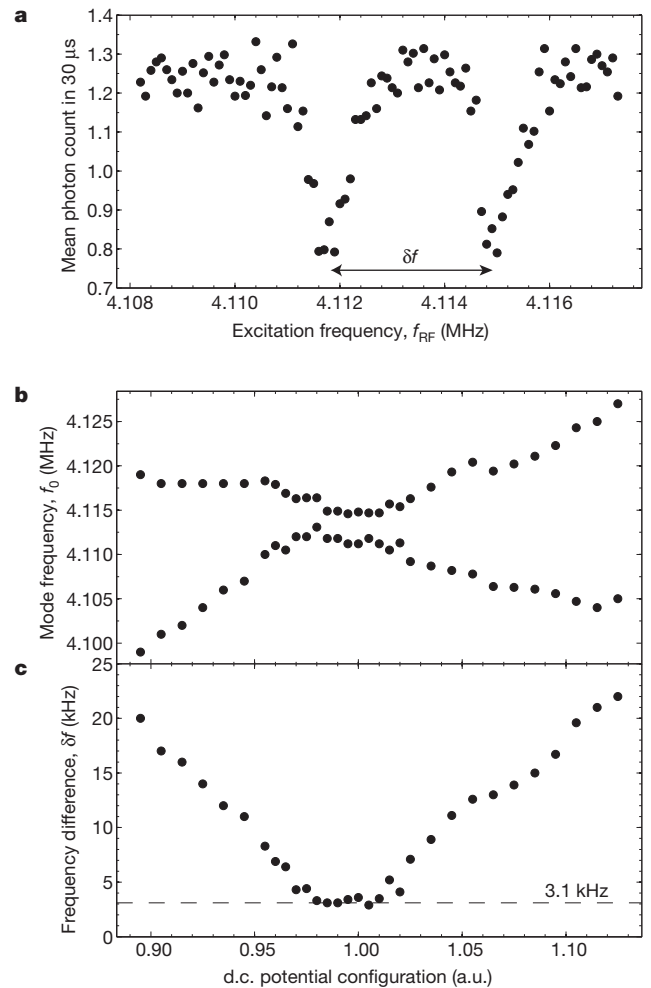 a
1.4
1.3
1.2
1.1
1.0
0.9
0.8
0.7
Mean photon count in 30 μs
δf
4.108 4.110 4.112 4.114 4.116
Excitation frequency, fRF (MHz)
b
4.125
4.120
4.115
4.110
4.105
4.100
Mode frequency, f0 (MHz)
c
25
20
15
10
5
0
Frequency difference, δf (kHz)
3.1 kHz
0.90 0.95 1.00 1.05 1.10
d.c. potential configuration (a.u.)